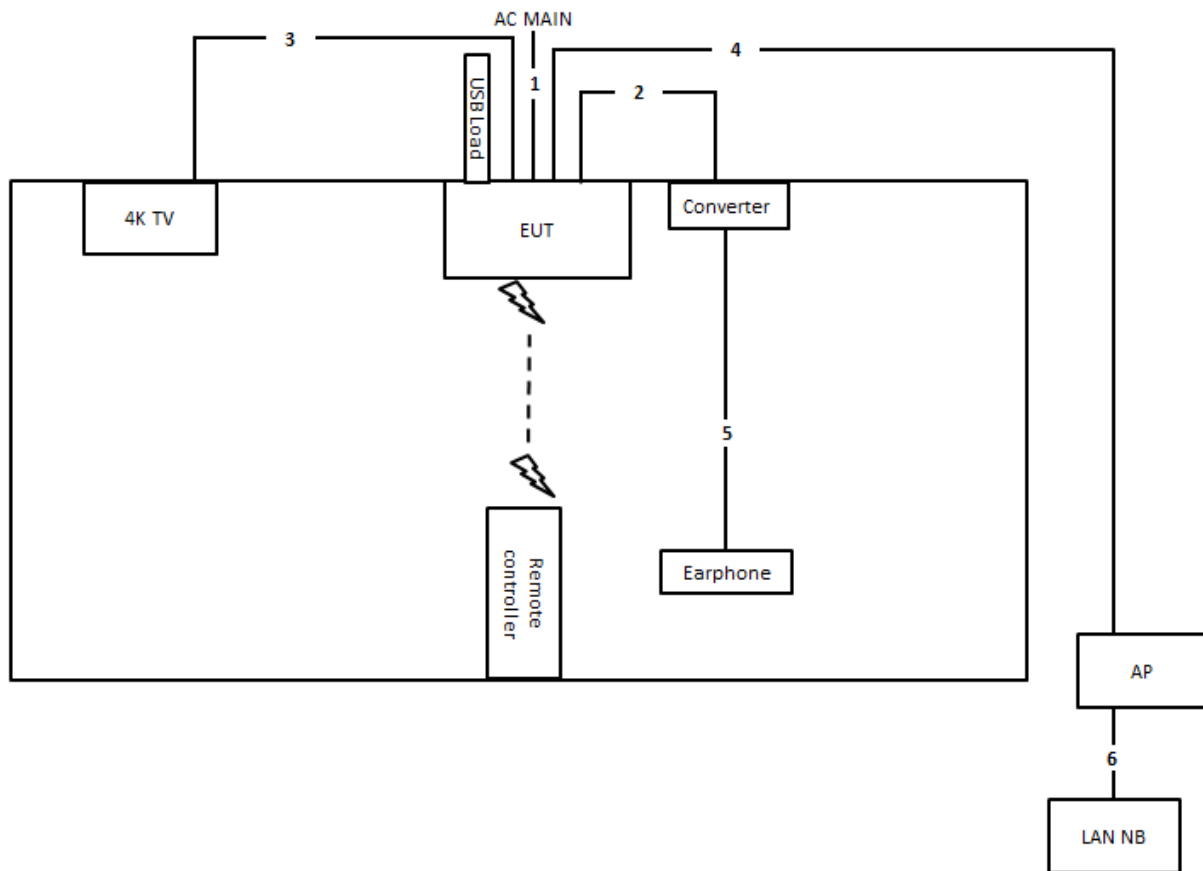 AC MAIN
3
4
1
2
USB Load
4K TV
EUT
Converter
5
Remote
controller
Earphone
AP
6
LAN NB